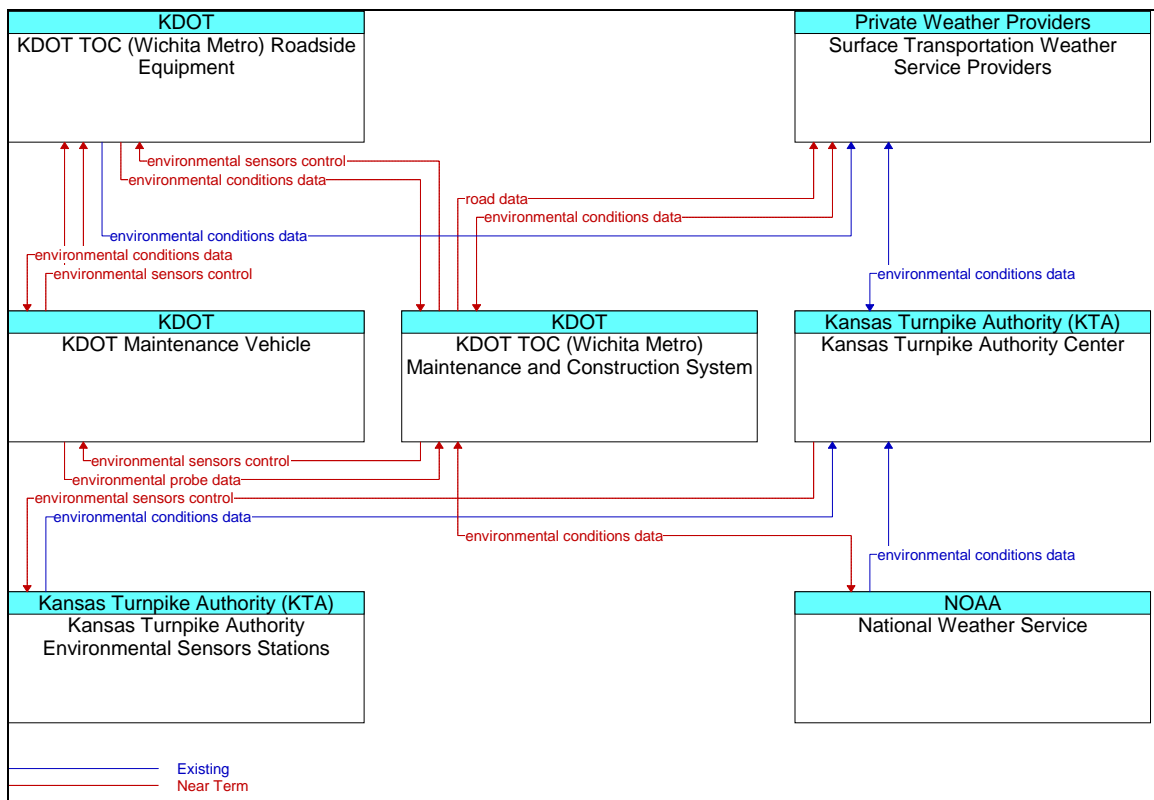 KDOT
KDOT TOC (Wichita Metro) Roadside
Equipment
Private Weather Providers
Surface Transportation Weather
Service Providers
environmental sensors control
environmental conditions data
road data
environmental conditions data
environmental conditions data
environmental conditions data
environmental sensors control
environmental conditions data
KDOT
KDOT Maintenance Vehicle
KDOT
KDOT TOC (Wichita Metro)
Maintenance and Construction System
Kansas Turnpike Authority (KTA)
Kansas Turnpike Authority Center
environmental sensors control
environmental probe data
environmental sensors control
environmental conditions data
environmental conditions data
environmental conditions data
Kansas Turnpike Authority (KTA)
Kansas Turnpike Authority
Environmental Sensors Stations
NOAA
National Weather Service
Existing
Near Term